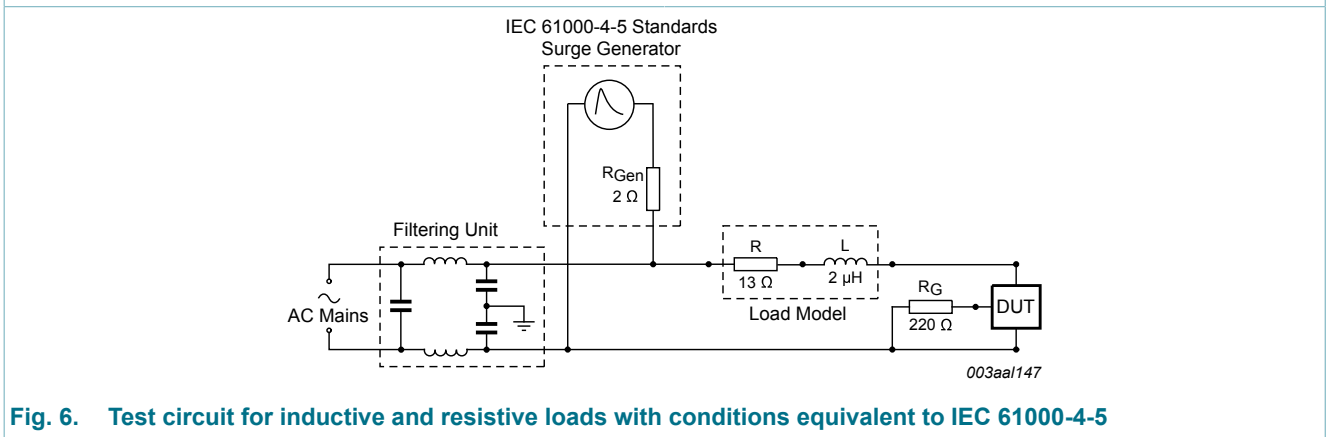 IEC 61000-4-5 Standards
Surge Generator
RGen
2 Ω
Filtering Unit
R
L
13 Ω
2 μH
Load Model
AC Mains
RG
220 Ω
DUT
003aal147
Fig. 6. Test circuit for inductive and resistive loads with conditions equivalent to IEC 61000-4-5